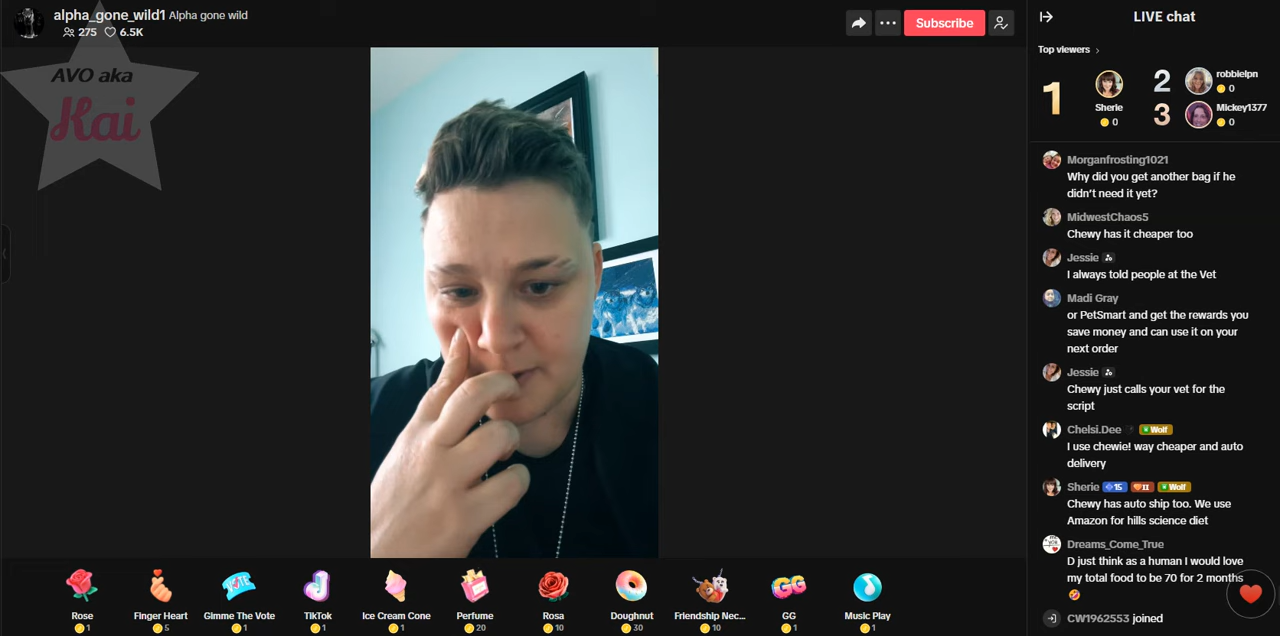 alpha_gone_wild1 Alpha gone wild
275 6.5K
Subscribe
AVO aka
Kai
LIVE chat
Top viewers
1
Sherie
0
2
robbielpn
0
3
Mickey1377
0
Morganfrosting1021
Why did you get another bag if he
didn't need it yet?
MidwestChaos5
Chewy has it cheaper too
Jessie
I always told people at the Vet
Madi Gray
or PetSmart and get the rewards you
save money and can use it on your
next order
Jessie
Chewy just calls your vet for the
script
Chelsi.Dee Wolf
I use chewie! way cheaper and auto
delivery
Sherie 15 II Wolf
Chewy has auto ship too. We use
Amazon for hills science diet
Dreams_Come_True
D just think as a human I would love
my total food to be 70 for 2 months
🤣
CW1962553 joined
Rose
1
Finger Heart
5
GImme The Vote
1
TikTok
1
Ice Cream Cone
1
Perfume
20
Rosa
10
Doughnut
30
Friendship Nec...
10
GG
GG
1
Music Play
1